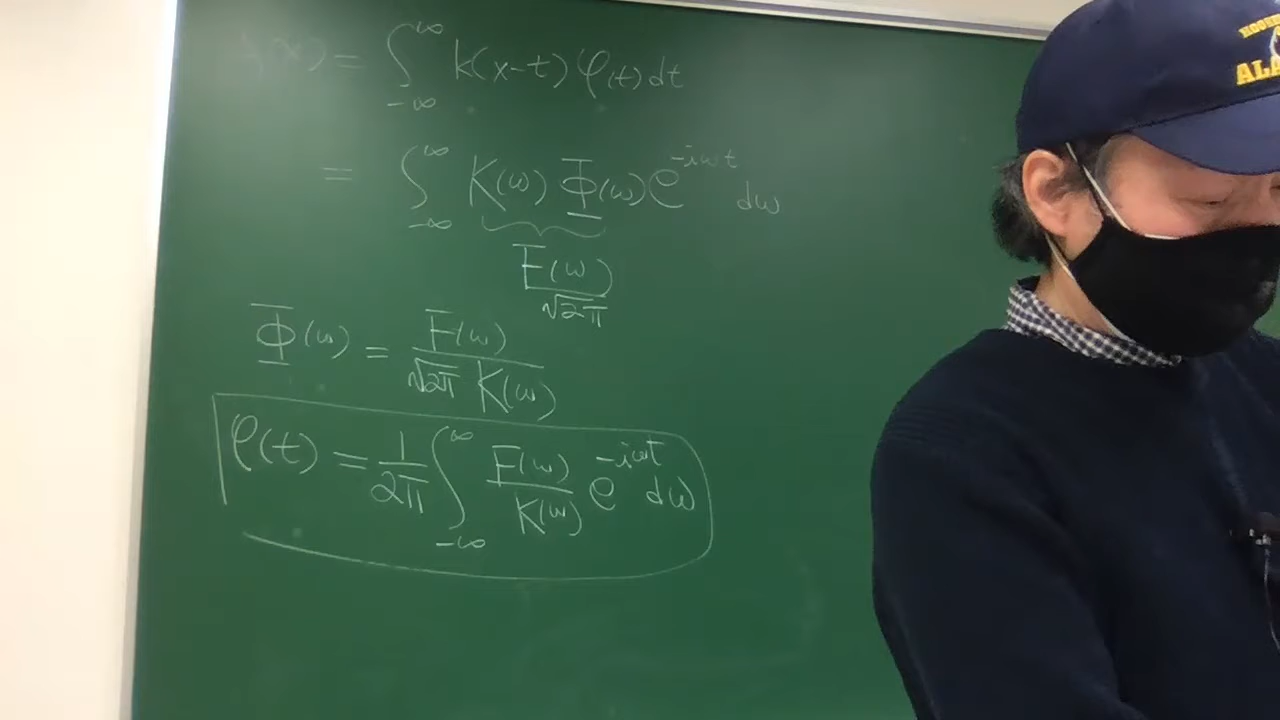 f(x) = ∫_{-∞}^{∞} k(x-t) φ(t) dt
= ∫_{-∞}^{∞} K(ω) Φ(ω) e^{-iωt} dω
F(ω)/√2π
Φ(ω) = F(ω)/(√2π K(ω))
φ(t) = 1/2π ∫_{-∞}^{∞} F(ω)/K(ω) e^{-iωt} dω
ALA